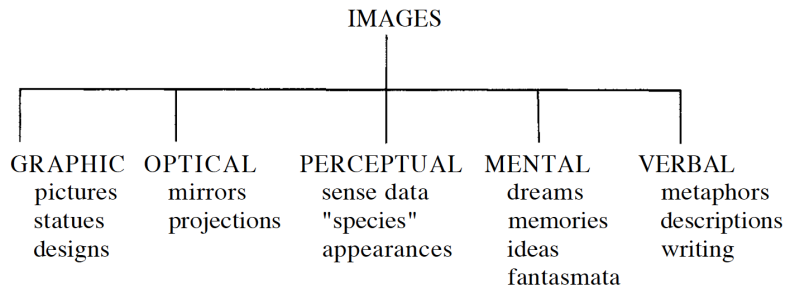 IMAGES
GRAPHIC OPTICAL PERCEPTUAL MENTAL VERBAL
pictures mirrors sense data dreams metaphors
statues projections "species" memories descriptions
designs appearances ideas writing
fantasmata